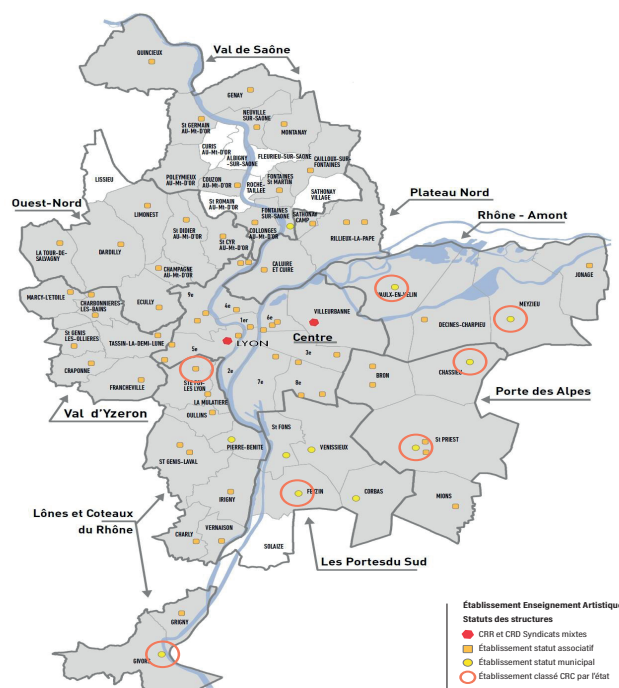 QUINCIEUX
Val de Saône
GENAY
NEUVILLE
SUR-SAONE
St GERMAIN
AU-MT-D'OR
MONTANAY
CURIS
AU-MT-D'OR
ALBIGNY
-SUR-SAONE
FLEURIEU-SUR-SAONE
CAILLOUX-SUR-
FONTAINES
LISSIEU
POLEYMIEUX
AU-MT-D'OR
COUZON
AU-MT-D'OR
ROCHE-
TAILLEE
FONTAINES
St MARTIN
SATHONAY
VILLAGE
St ROMAIN
AU-MT-D'OR
Ouest-Nord
Plateau Nord
LIMONEST
St DIDIER
AU-MT-D'OR
FONTAINES
SUR-SAONE
SATHONAY
CAMP
COLLONGES
AU-MT-D'OR
RILLIEUX-LA-PAPE
Rhône - Amont
St CYR
AU-MT-D'OR
LA TOUR-DE-
SALVAGNY
DARDILLY
CHAMPAGNE
AU-MT-D'OR
CALUIRE
ET CUIRE
JONAGE
MARCY-L'ETOILE
CHARBONNIERES
-LES-BAINS
ECULLY
9e
4e
1er
6e
VILLEURBANNE
AULX-EN-VELIN
MEYZIEU
DECINES-CHARPIEU
St GENIS
LES-OLLIERES
TASSIN-LA-DEMI-LUNE
5e
LYON
Centre
3e
CRAPONNE
FRANCHEVILLE
2e
7e
8e
BRON
CHASSIEU
LES LYON
LA MULATIERE
OULLINS
Val d'Yzeron
Porte des Alpes
St FONS
PIERRE-BENITE
VENISSIEUX
St PRIEST
ST GENIS-LAVAL
IRIGNY
CORBAS
MIONS
Lônes et Coteaux
du Rhône
CHARLY
VERNAISON
SOLAIZE
Les Portesdu Sud
GRIGNY
GIVORS
Établissement Enseignement Artistique
Statuts des structures
CRR et CRD Syndicats mixtes
Établissement statut associatif
Établissement statut municipal
Établissement classé CRC par l'état